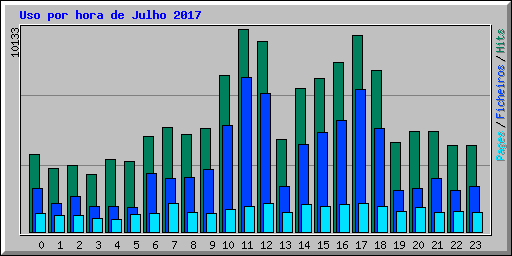 Uso por hora de Julho 2017
10133
Pages / Ficheiros / Hits
0 1 2 3 4 5 6 7 8 9 10 11 12 13 14 15 16 17 18 19 20 21 22 23